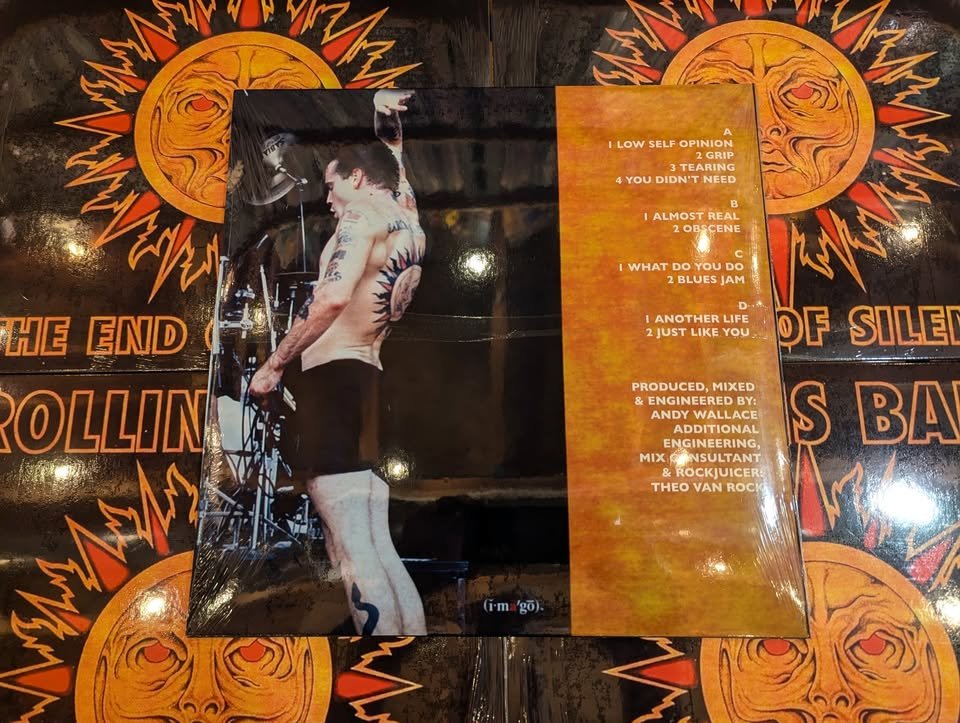 THE END
OF SILEN
ROLLIN
S BA
SABIA
A
1 LOW SELF OPINION
2 GRIP
3 TEARING
4 YOU DIDN'T NEED
B
1 ALMOST REAL
2 OBSCENE
C
1 WHAT DO YOU DO
2 BLUES JAM
D
1 ANOTHER LIFE
2 JUST LIKE YOU
PRODUCED, MIXED
& ENGINEERED BY:
ANDY WALLACE
ADDITIONAL
ENGINEERING,
MIX CONSULTANT
& ROCKJUICER:
THEO VAN ROCK
(i·ma'gō)